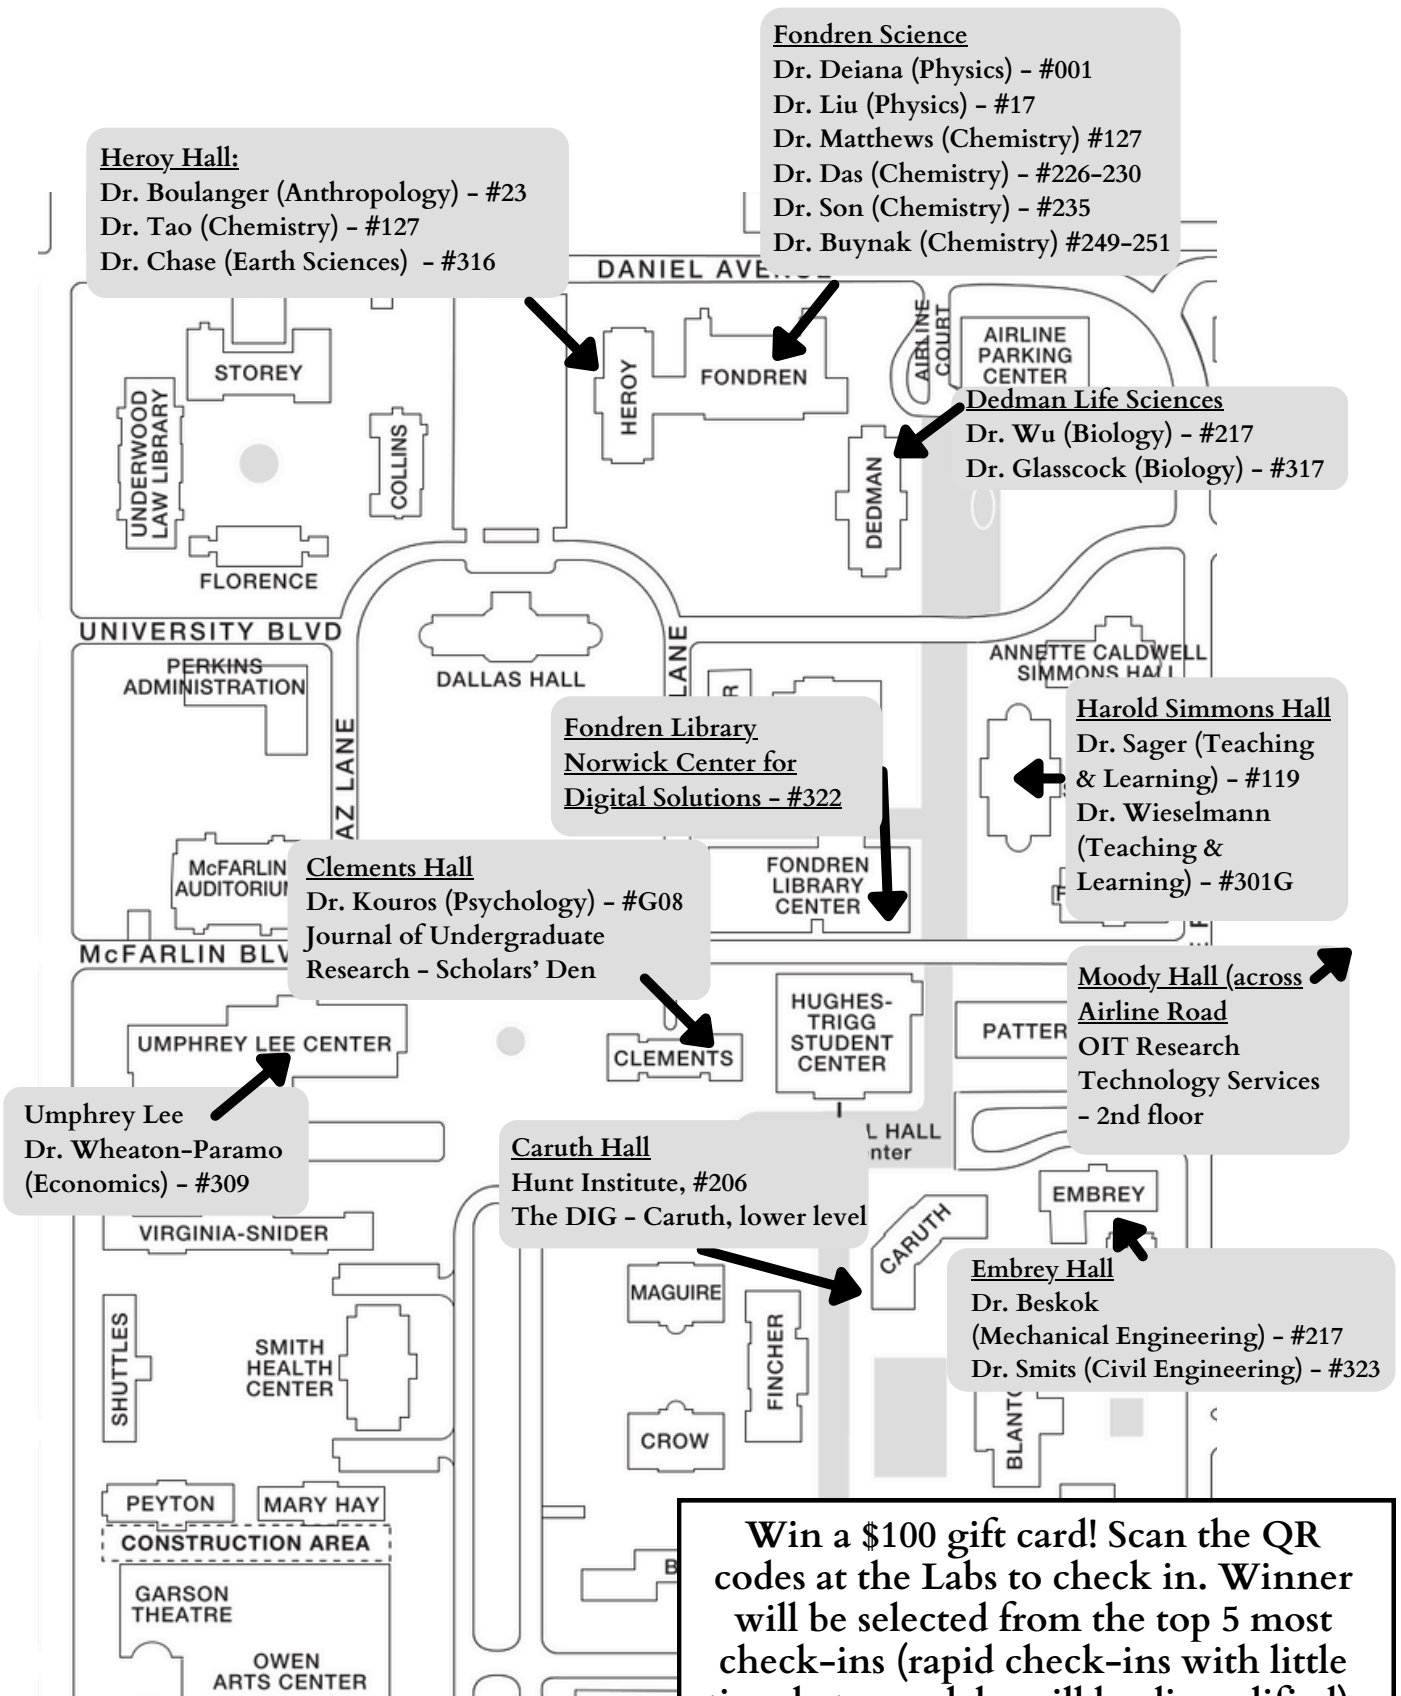 Fondren Science
Dr. Deiana (Physics) - #001
Dr. Liu (Physics) - #17
Dr. Matthews (Chemistry) #127
Dr. Das (Chemistry) - #226-230
Dr. Son (Chemistry) - #235
Dr. Buynak (Chemistry) #249-251
Heroy Hall:
Dr. Boulanger (Anthropology) - #23
Dr. Tao (Chemistry) - #127
Dr. Chase (Earth Sciences) - #316
DANIEL AVENUE
AIRLINE
COURT
AIRLINE
PARKING
CENTER
STOREY
HEROY
FONDREN
UNDERWOOD
LAW LIBRARY
COLLINS
Dedman Life Sciences
Dr. Wu (Biology) - #217
Dr. Glasscock (Biology) - #317
DEDMAN
FLORENCE
UNIVERSITY BLVD
PERKINS
ADMINISTRATION
DALLAS HALL
LANE
R
ANNETTE CALDWELL
SIMMONS HALL
Harold Simmons Hall
Dr. Sager (Teaching
& Learning) - #119
Dr. Wieselmann
(Teaching &
Learning) - #301G
Fondren Library
Norwick Center for
Digital Solutions - #322
AZ LANE
McFARLIN
AUDITORIUM
Clements Hall
Dr. Kouros (Psychology) - #G08
Journal of Undergraduate
Research - Scholars' Den
FONDREN
LIBRARY
CENTER
McFARLIN BLV
Moody Hall (across
Airline Road
OIT Research
Technology Services
- 2nd floor
UMPHREY LEE CENTER
CLEMENTS
HUGHES-
TRIGG
STUDENT
CENTER
PATTER
Umphrey Lee
Dr. Wheaton-Paramo
(Economics) - #309
Caruth Hall
Hunt Institute, #206
The DIG - Caruth, lower level
L HALL
nter
EMBREY
CARUTH
VIRGINIA-SNIDER
Embrey Hall
Dr. Beskok
(Mechanical Engineering) - #217
Dr. Smits (Civil Engineering) - #323
MAGUIRE
SHUTTLES
SMITH
HEALTH
CENTER
FINCHER
CROW
BLANTO
PEYTON
MARY HAY
CONSTRUCTION AREA
B
GARSON
THEATRE
OWEN
ARTS CENTER
Win a $100 gift card! Scan the QR
codes at the Labs to check in. Winner
will be selected from the top 5 most
check-ins (rapid check-ins with little